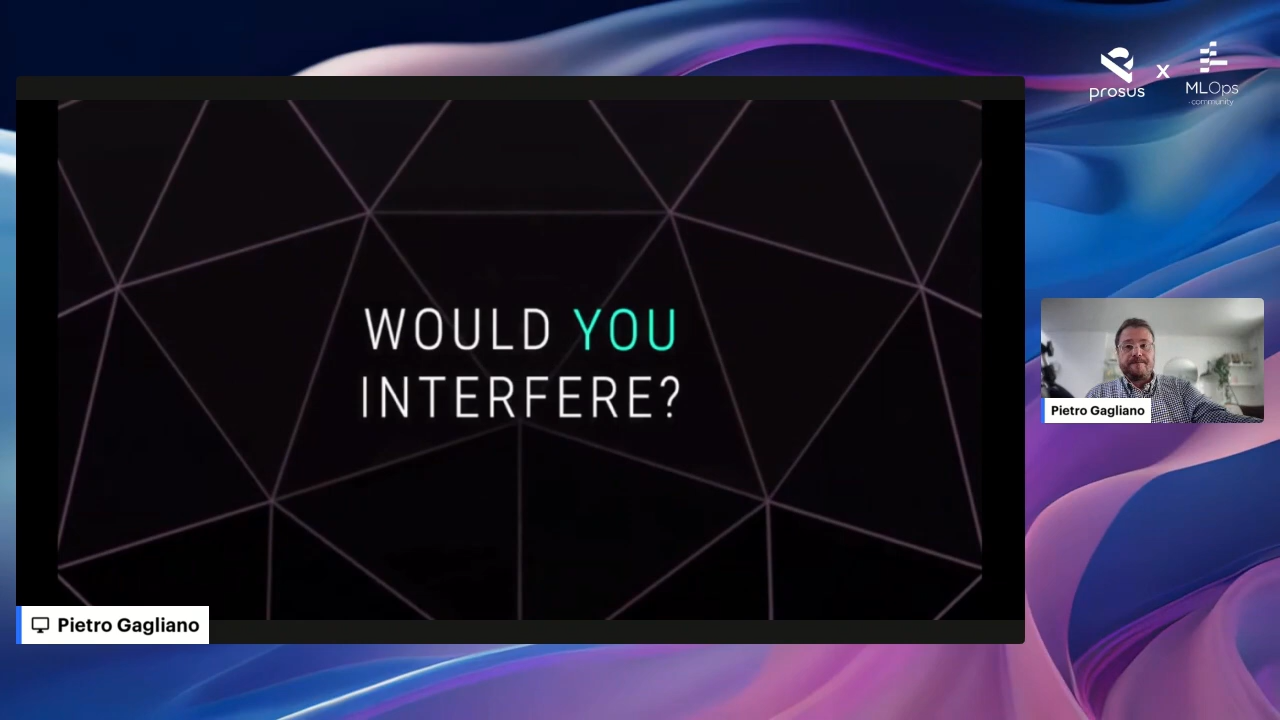 prosus
x
MLOps
community
WOULD YOU
INTERFERE?
Pietro Gagliano
Pietro Gagliano